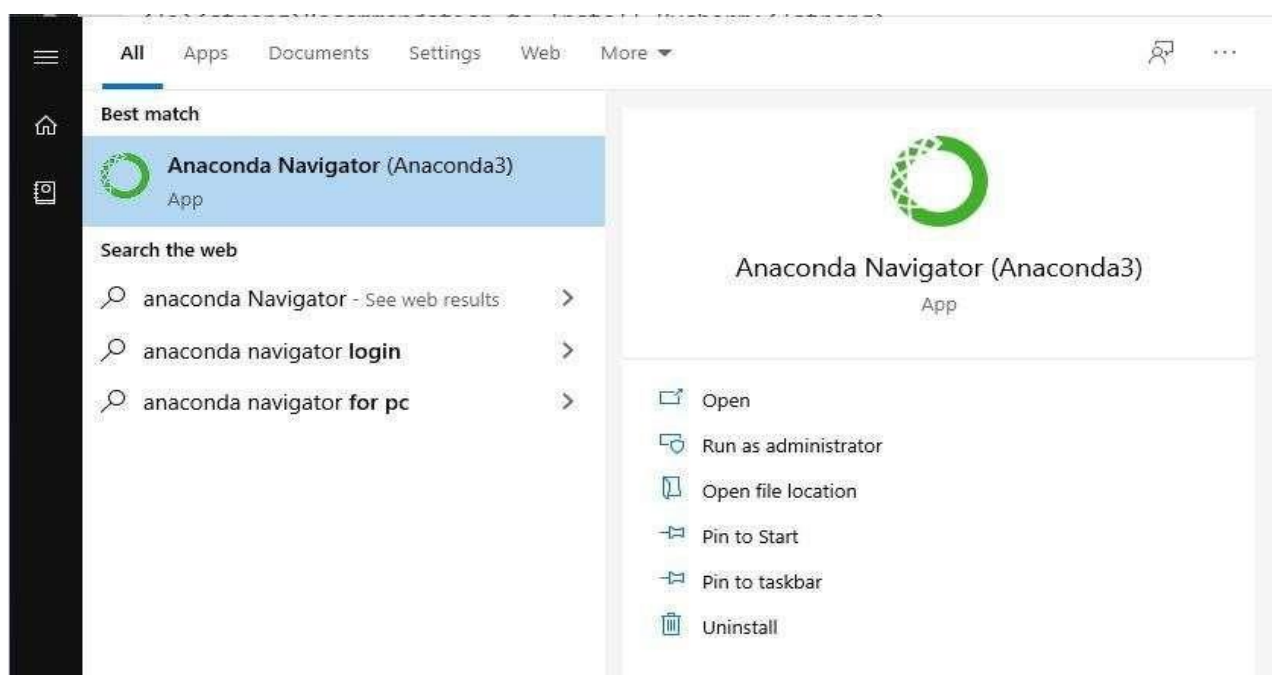 All Apps Documents Settings Web More
Best match
Anaconda Navigator (Anaconda3)
App
Search the web
anaconda Navigator - See web results
anaconda navigator login
anaconda navigator for pc
Anaconda Navigator (Anaconda3)
App
Open
Run as administrator
Open file location
Pin to Start
Pin to taskbar
Uninstall